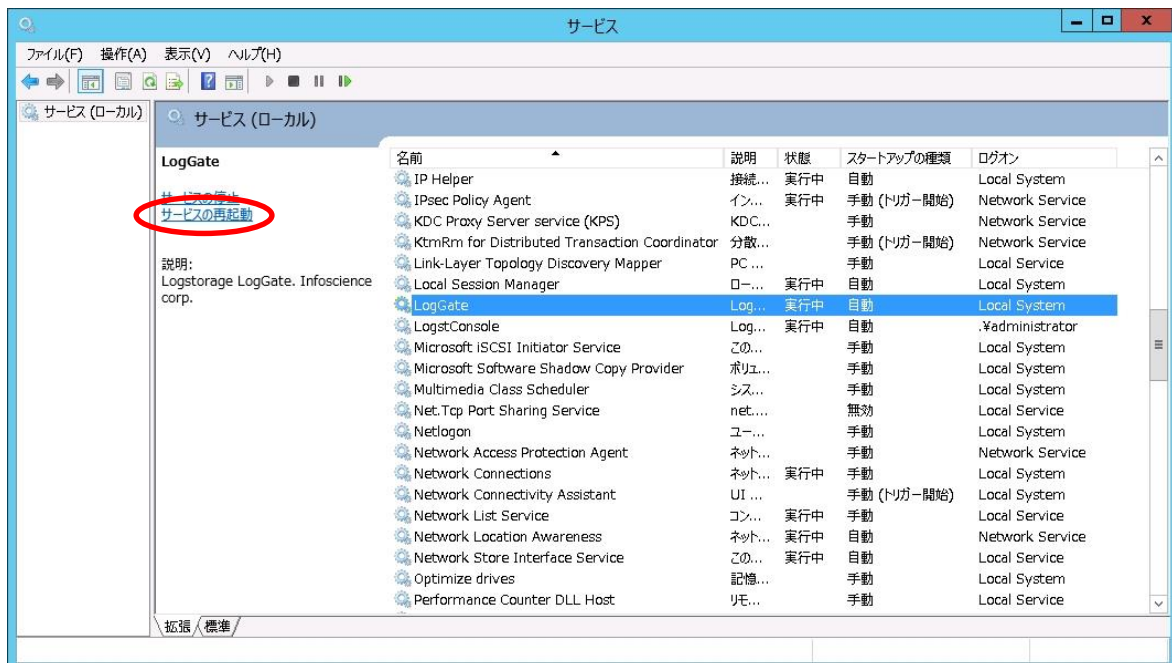 サービス
ファイル(F) 操作(A) 表示(V) ヘルプ(H)
サービス (ローカル)
サービス (ローカル)
LogGate
サービスの停止
サービスの再起動
説明:
Logstorage LogGate. Infoscience
corp.
名前 説明 状態 スタートアップの種類 ログオン
IP Helper 接続... 実行中 自動 Local System
IPsec Policy Agent イン... 実行中 手動 (トリガー開始) Network Service
KDC Proxy Server service (KPS) KDC... 手動 Network Service
KtmRm for Distributed Transaction Coordinator 分散... 手動 (トリガー開始) Network Service
Link-Layer Topology Discovery Mapper PC ... 手動 Local Service
Local Session Manager ロー... 実行中 自動 Local System
LogGate Log... 実行中 自動 Local System
LogstConsole Log... 実行中 自動 .¥administrator
Microsoft iSCSI Initiator Service この... 手動 Local System
Microsoft Software Shadow Copy Provider ボリュ... 手動 Local System
Multimedia Class Scheduler シス... 手動 Local System
Net.Tcp Port Sharing Service net.... 無効 Local Service
Netlogon ユー... 手動 Local System
Network Access Protection Agent ネット... 手動 Network Service
Network Connections ネット... 実行中 手動 Local System
Network Connectivity Assistant UI ... 手動 (トリガー開始) Local System
Network List Service コン... 実行中 手動 Local Service
Network Location Awareness ネット... 実行中 自動 Network Service
Network Store Interface Service この... 実行中 自動 Local Service
Optimize drives 記憶... 手動 Local System
Performance Counter DLL Host リモ... 手動 Local Service
拡張 標準